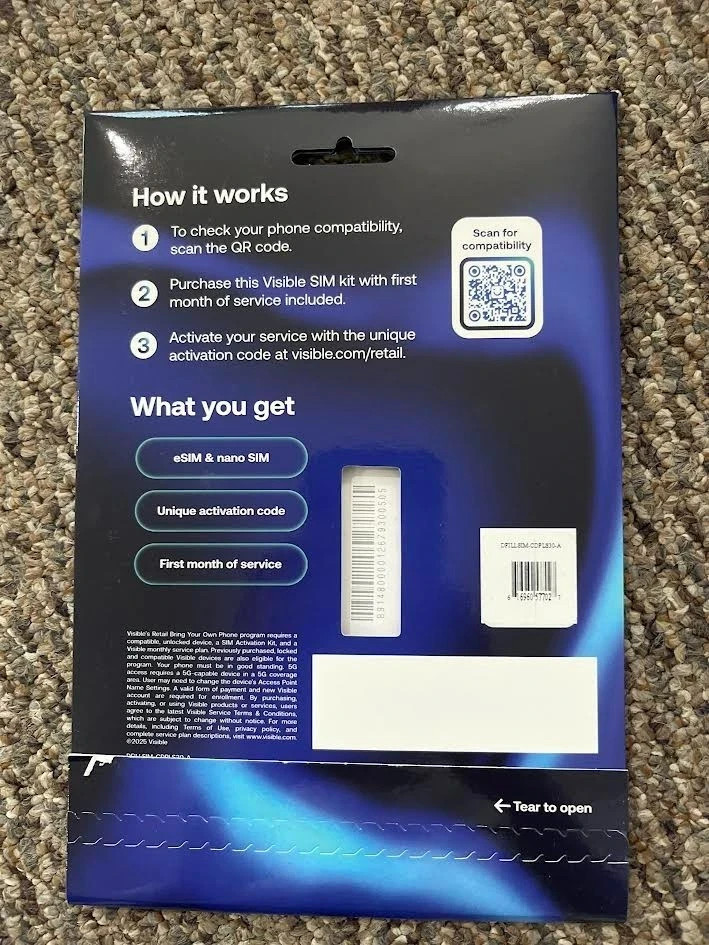 How it works
1 To check your phone compatibility,
scan the QR code.
2 Purchase this Visible SIM kit with first
month of service included.
3 Activate your service with the unique
activation code at visible.com/retail.
Scan for
compatibility
What you get
eSIM & nano SIM
Unique activation code
First month of service
89148000012679300505
6 69605 7702
Visible's Retail Bring Your Own Phone program requires a
compatible, unlocked device, a SIM Activation Kit, and a
Visible monthly service plan. Previously purchased, locked
and compatible Visible devices are also eligible for the
program. Your phone must be in good standing. 5G
access requires a 5G-capable device in a 5G coverage
area. User may need to change the device's Access Point
Name Settings. A valid form of payment and new Visible
account are required for enrollment. By purchasing,
activating, or using Visible products or services, users
agree to the latest Visible Service Terms & Conditions,
which are subject to change without notice. For more
details, including Terms of Use, privacy policy, and
complete service plan descriptions, visit www.visible.com.
©2025 Visible
Tear to open